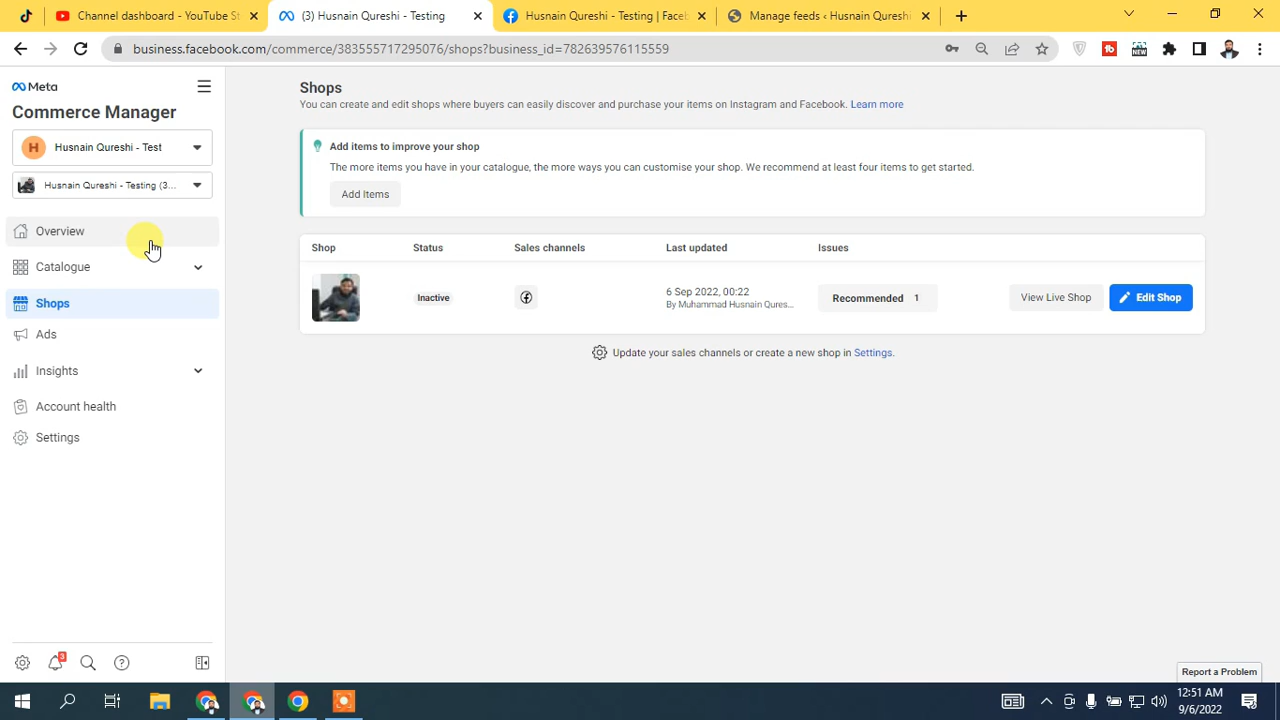 Channel dashboard - YouTube St
(3) Husnain Qureshi - Testing
Husnain Qureshi - Testing | Faceb
Manage feeds ‹ Husnain Qureshi
business.facebook.com/commerce/383555717295076/shops?business_id=782639576115559
Meta
Commerce Manager
H Husnain Qureshi - Test
Husnain Qureshi - Testing (3...
Overview
Catalogue
Shops
Ads
Insights
Account health
Settings
3
Shops
You can create and edit shops where buyers can easily discover and purchase your items on Instagram and Facebook. Learn more
Add items to improve your shop
The more items you have in your catalogue, the more ways you can customise your shop. We recommend at least four items to get started.
Add Items
Shop Status Sales channels Last updated Issues
Inactive
6 Sep 2022, 00:22
By Muhammad Husnain Qures...
Recommended 1
View Live Shop
Edit Shop
Update your sales channels or create a new shop in Settings.
Report a Problem
12:51 AM
9/6/2022